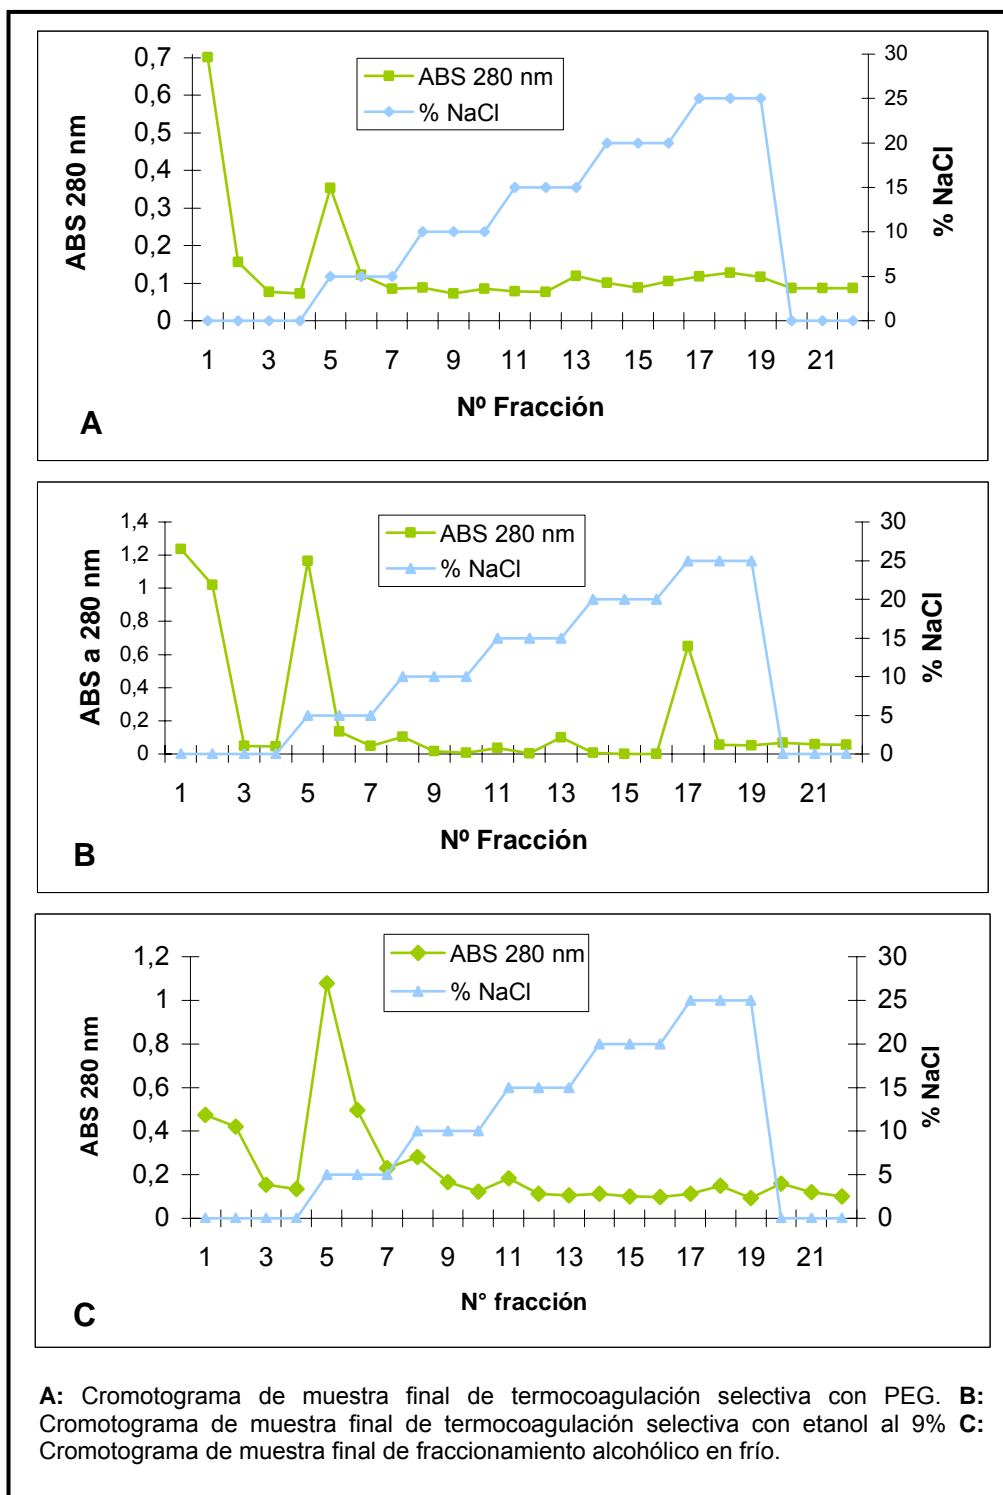 0,7
0,6
0,5
0,4
0,3
0,2
0,1
0
ABS 280 nm
ABS 280 nm
% NaCl
30
25
20
15
10
5
0
% NaCl
1 3 5 7 9 11 13 15 17 19 21
Nº Fracción
A
1,4
1,2
1
0,8
0,6
0,4
0,2
0
ABS a 280 nm
ABS 280 nm
% NaCl
30
25
20
15
10
5
0
% NaCl
1 3 5 7 9 11 13 15 17 19 21
Nº Fracción
B
1,2
1
0,8
0,6
0,4
0,2
0
ABS 280 nm
ABS 280 nm
% NaCl
30
25
20
15
10
5
0
% NaCl
1 3 5 7 9 11 13 15 17 19 21
N° fracción
C
A: Cromotograma de muestra final de termocoagulación selectiva con PEG. B:
Cromotograma de muestra final de termocoagulación selectiva con etanol al 9% C:
Cromotograma de muestra final de fraccionamiento alcohólico en frío.